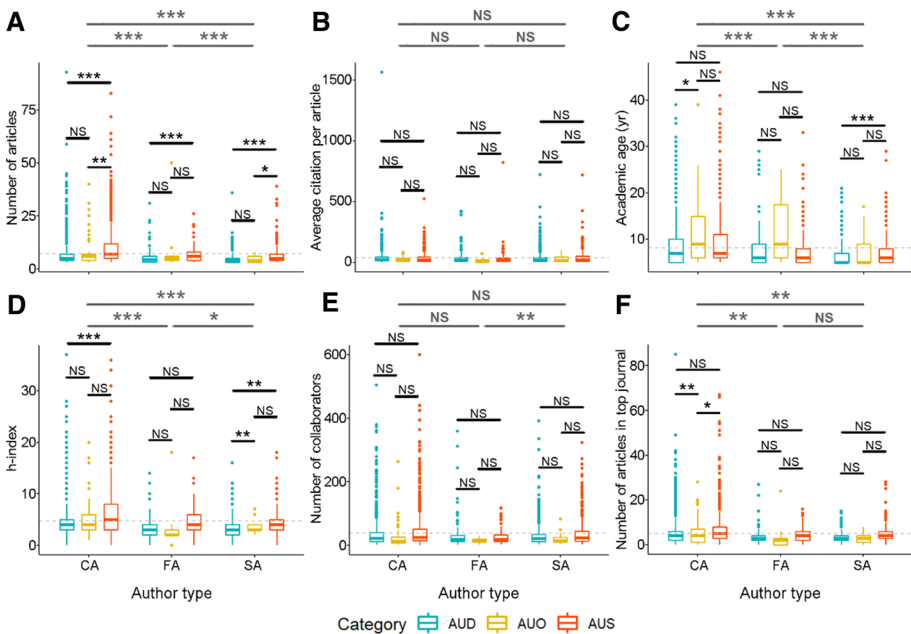 A
***
***
***
Number of articles
75
50
25
0
***
NS
**
***
NS
NS
***
*
NS
B
NS
NS
NS
Average citation per article
1500
1000
500
0
NS
NS
NS
NS
NS
NS
NS
NS
NS
C
***
***
***
Academic age (yr)
40
30
20
10
NS
*
NS
NS
NS
NS
***
NS
NS
D
***
***
*
h-index
30
20
10
0
***
NS
NS
NS
NS
NS
**
NS
**
CA
FA
SA
Author type
E
NS
NS
**
Number of collaborators
600
400
200
0
NS
NS
NS
NS
NS
NS
NS
NS
NS
CA
FA
SA
Author type
F
**
**
NS
Number of articles in top journal
80
60
40
20
0
NS
**
*
NS
NS
NS
NS
NS
NS
CA
FA
SA
Author type
Category AUD AUO AUS